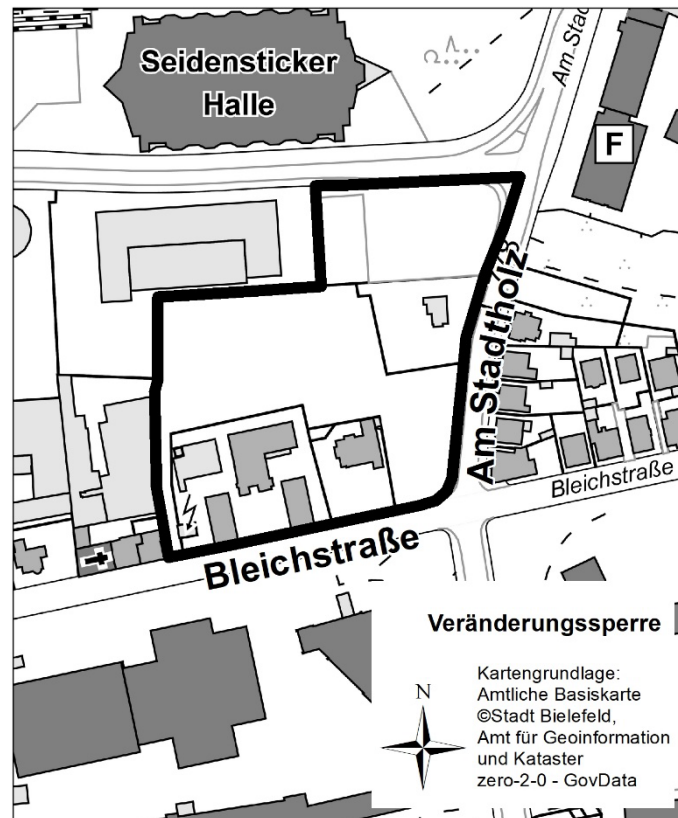 Seidensticker
Halle
Am Stad
F
Am Stadtholz
Bleichstraße
Bleichstraße
Veränderungssperre
N
Kartengrundlage:
Amtliche Basiskarte
©Stadt Bielefeld,
Amt für Geoinformation
und Kataster
zero-2-0 - GovData